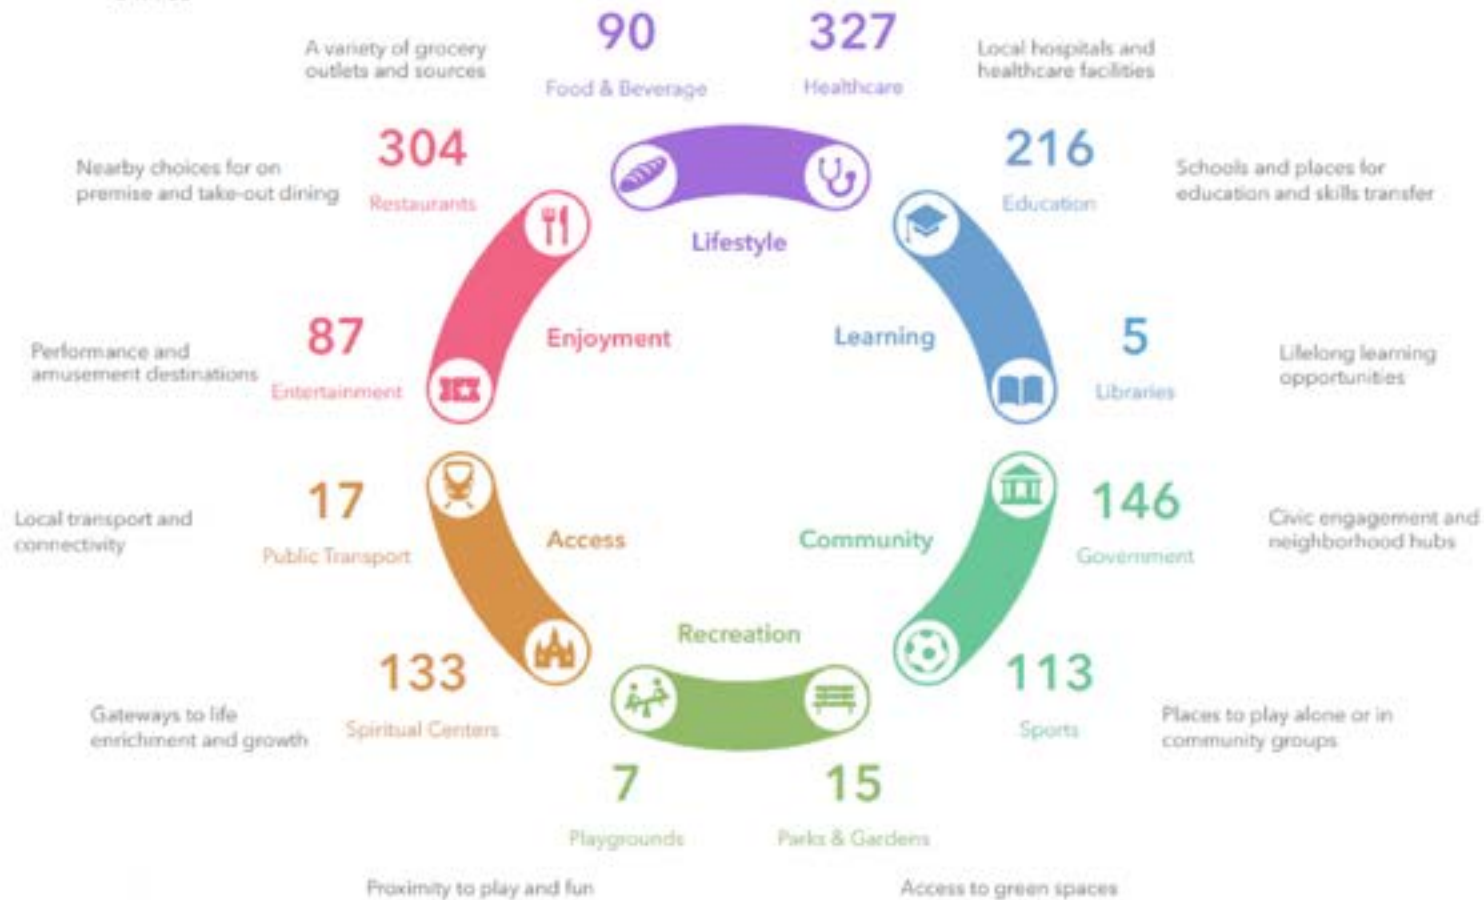 90
327
A variety of grocery
outlets and sources
Food & Beverage
Healthcare
Local hospitals and
healthcare facilities
304
216
Nearby choices for on
premise and take-out dining
Restaurants
Education
Schools and places for
education and skills transfer
Lifestyle
Enjoyment
Learning
87
5
Performance and
amusement destinations
Entertainment
Libraries
Lifelong learning
opportunities
17
146
Local transport and
connectivity
Public Transport
Access
Community
Government
Civic engagement and
neighborhood hubs
Recreation
133
113
Gateways to life
enrichment and growth
Spiritual Centers
Sports
Places to play alone or in
community groups
7
15
Playgrounds
Parks & Gardens
Proximity to play and fun
Access to green spaces